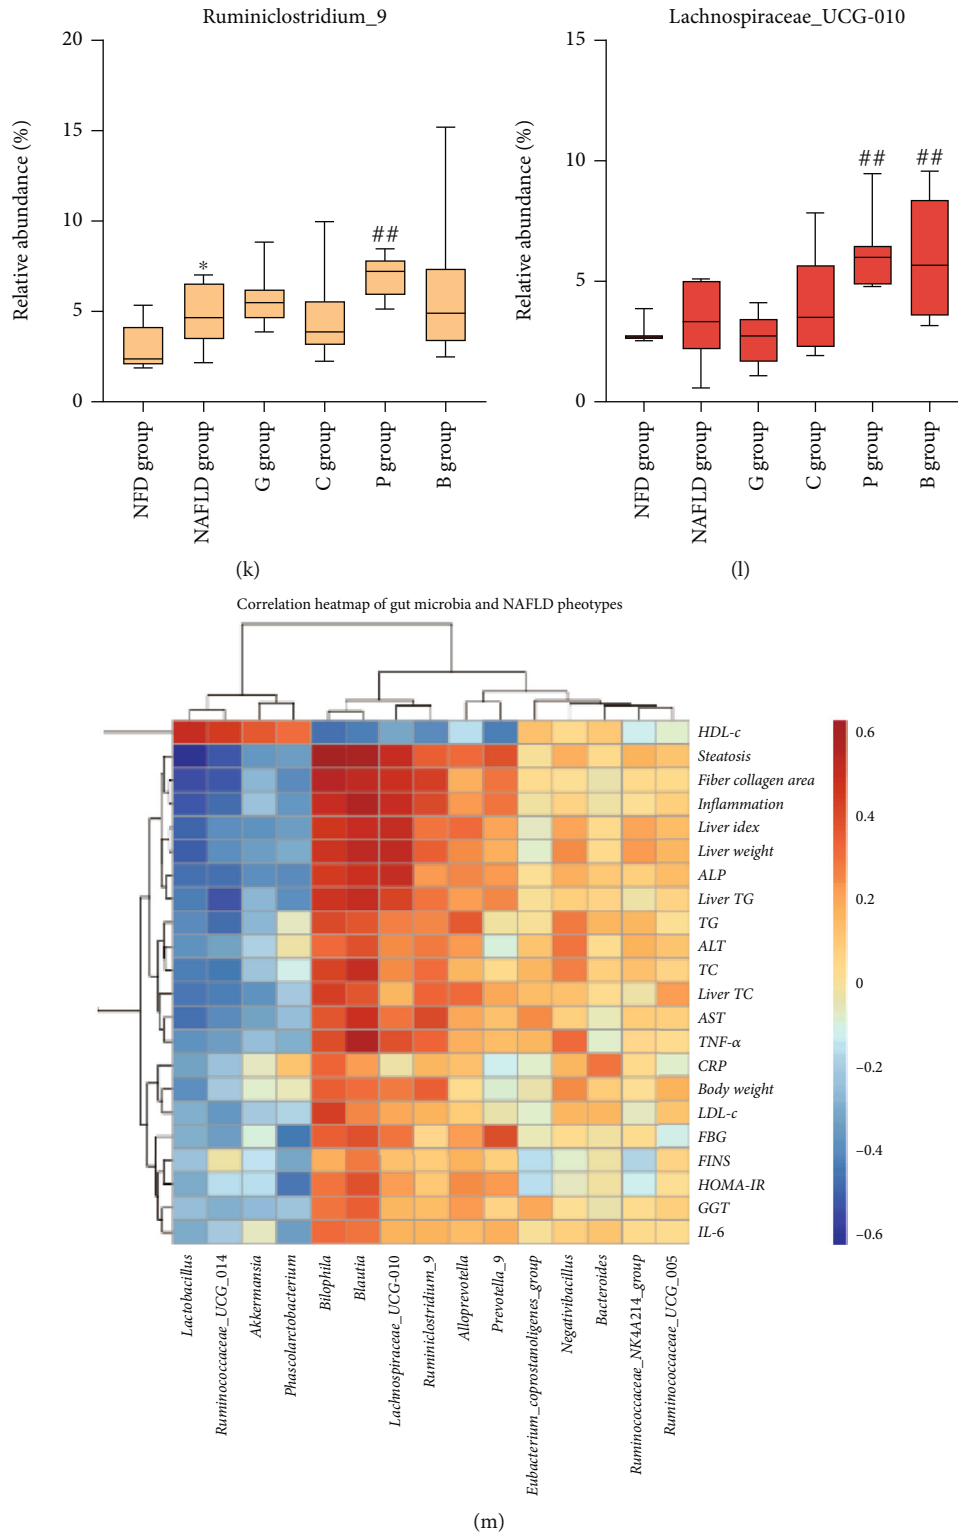 Ruminiclostridium_9
Relative abundance (%)
20
15
10
5
0
*
##
NFD group
NAFLD group
G group
C group
P group
B group
(k)
Lachnospiraceae_UCG-010
Relative abundance (%)
15
10
5
0
##
##
NFD group
NAFLD group
G group
C group
P group
B group
(l)
Correlation heatmap of gut microbia and NAFLD pheotypes
HDL-c
Steatosis
Fiber collagen area
Inflammation
Liver idex
Liver weight
ALP
Liver TG
TG
ALT
TC
Liver TC
AST
TNF-α
CRP
Body weight
LDL-c
FBG
FINS
HOMA-IR
GGT
IL-6
0.6
0.4
0.2
0
−0.2
−0.4
−0.6
Lactobacillus
Ruminococcaceae_UCG_014
Akkermansia
Phascolarctobacterium
Bilophila
Blautia
Lachnospiraceae_UCG-010
Ruminiclostridium_9
Alloprevotella
Prevotella_9
Eubacterium_coprostanoligenes_group
Negativibacillus
Bacteroides
Ruminococcaceae_NK4A214_group
Ruminococcaceae_UCG_005
(m)